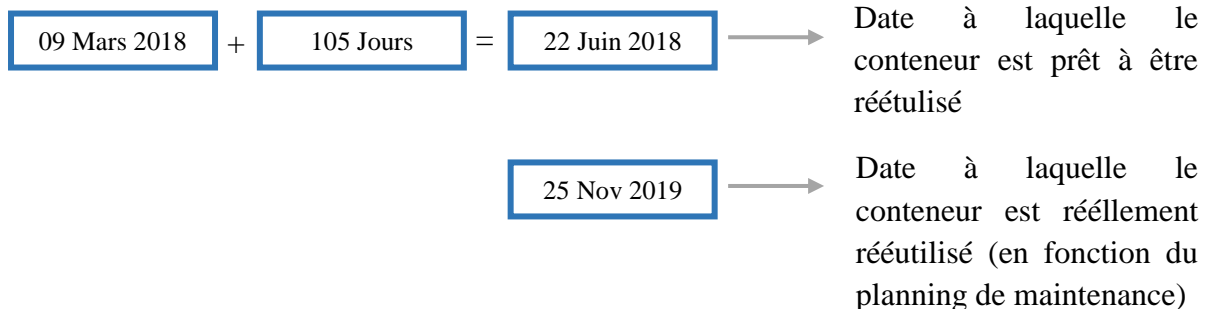 09 Mars 2018 + 105 Jours = 22 Juin 2018
Date à laquelle le
conteneur est prêt à être
réétulisé
25 Nov 2019
Date à laquelle le
conteneur est rééllement
rééutilisé (en fonction du
planning de maintenance)